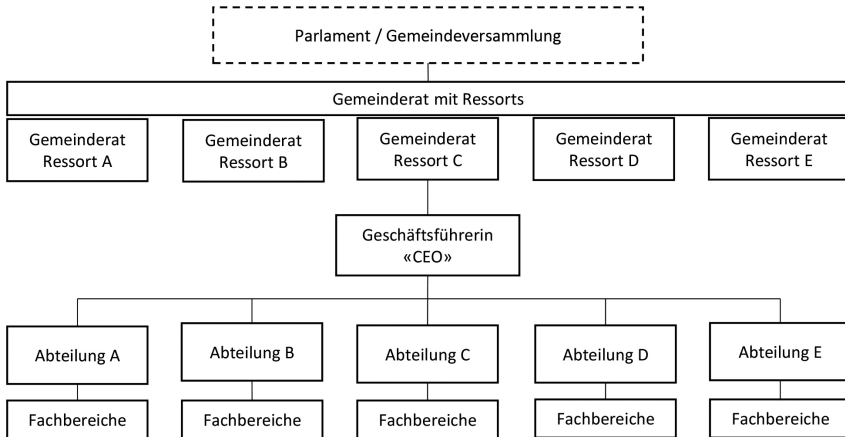 Parlament / Gemeindeversammlung
Gemeinderat mit Ressorts
Gemeinderat
Ressort A
Gemeinderat
Ressort B
Gemeinderat
Ressort C
Gemeinderat
Ressort D
Gemeinderat
Ressort E
Geschäftsführerin
«CEO»
Abteilung A
Abteilung B
Abteilung C
Abteilung D
Abteilung E
Fachbereiche
Fachbereiche
Fachbereiche
Fachbereiche
Fachbereiche